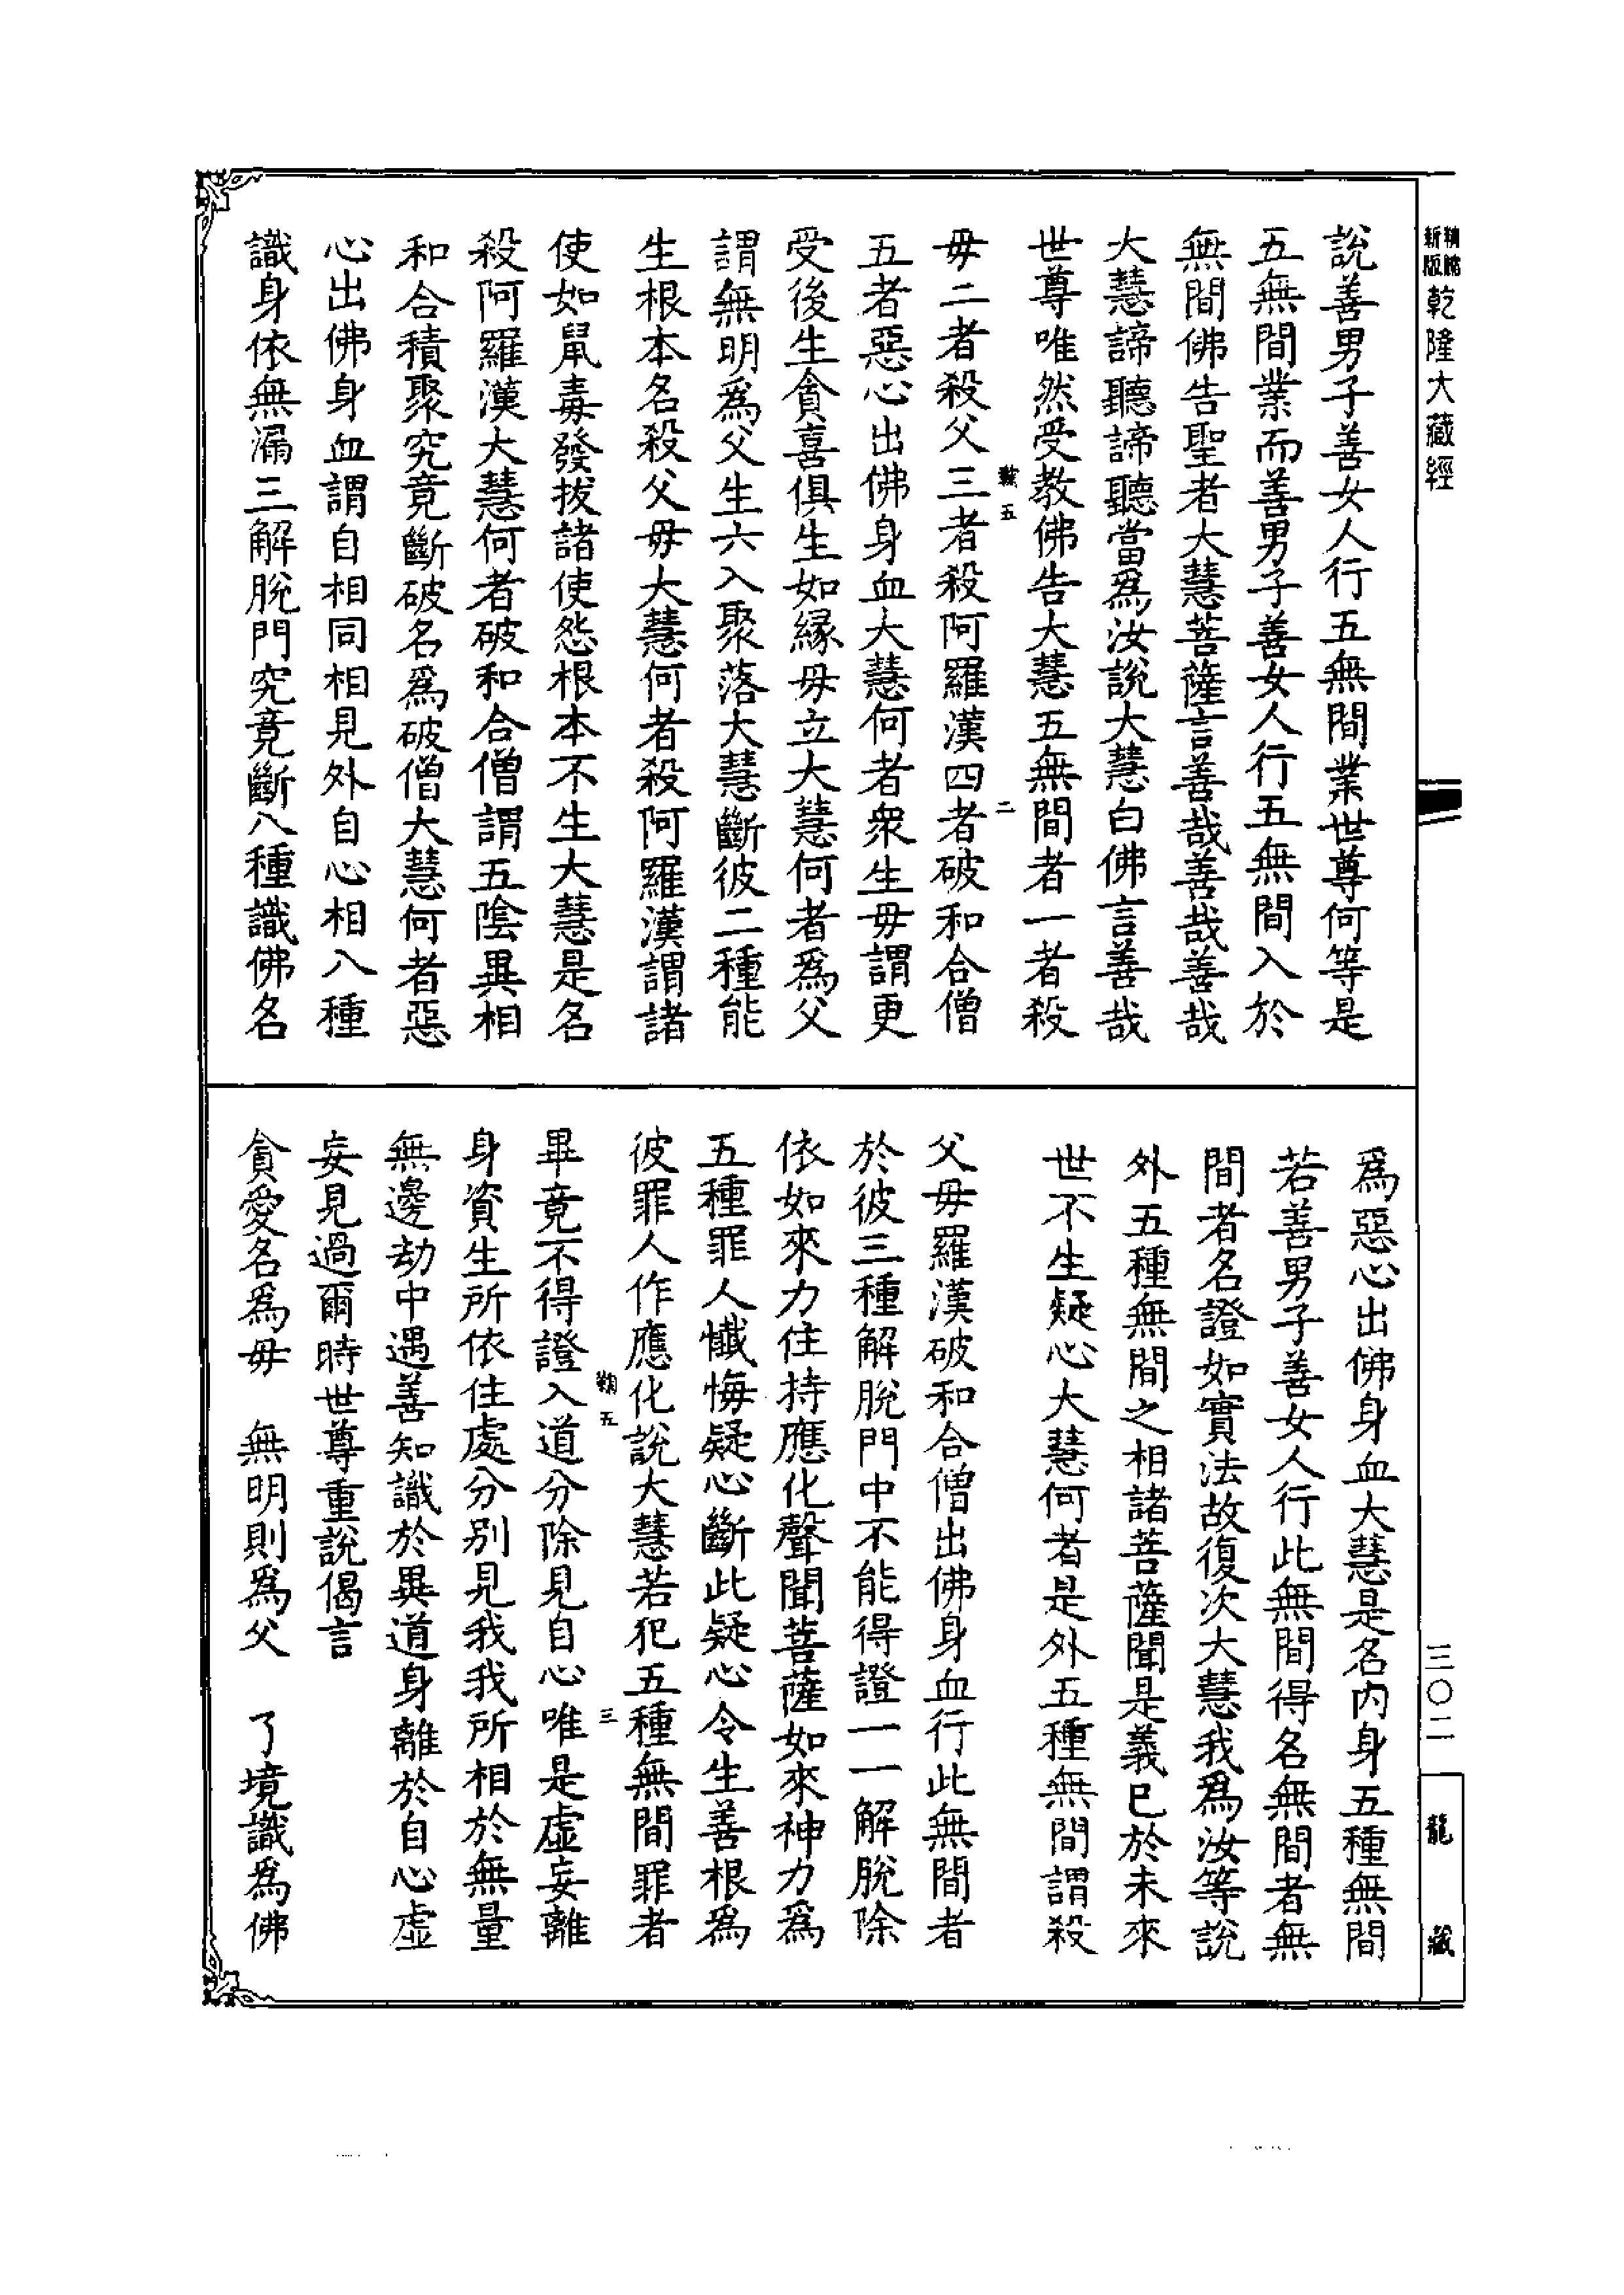 新版
精縮
乾隆大藏經
三〇二
龍藏
說善男子善女人行五無間業世尊何等是
五無間業而善男子善女人行五無間入於
無間佛告聖者大慧菩薩言善哉善哉善哉
大慧諦聽諦聽當為汝說大慧白佛言善哉
世尊唯然受教佛告大慧五無間者一者殺
母二者殺父三者殺阿羅漢四者破和合僧
五者惡心出佛身血大慧何者眾生母謂更
受後生貪喜俱生如緣母立大慧何者為父
謂無明為父生六入聚落大慧斷彼二種能
生根本名殺父母大慧何者殺阿羅漢謂諸
使如鼠毒發拔諸使怨根本不生大慧是名
殺阿羅漢大慧何者破和合僧謂五陰異相
和合積聚究竟斷破名為破僧大慧何者惡
心出佛身血謂自相同相見外自心相八種
識身依無漏三解脫門究竟斷八種識佛名
為惡心出佛身血大慧是名內身五種無間
若善男子善女人行此無間得名無間者無
間者名證如實法故復次大慧我為汝等說
外五種無間之相諸菩薩聞是義已於未來
世不生疑心大慧何者是外五種無間謂殺
父母羅漢破和合僧出佛身血行此無間者
於彼三種解脫門中不能得證一一解脫除
依如來力住持應化聲聞菩薩如來神力為
五種罪人懺悔疑心斷此疑心令生善根為
彼罪人作應化說大慧若犯五種無間罪者
畢竟不得證入道分除見自心唯是虛妄離
身資生所依住處分別見我我所相於無量
無邊劫中遇善知識於異道身離於自心虛
妄見過爾時世尊重說偈言
貪愛名為母　無明則為父　了境識為佛